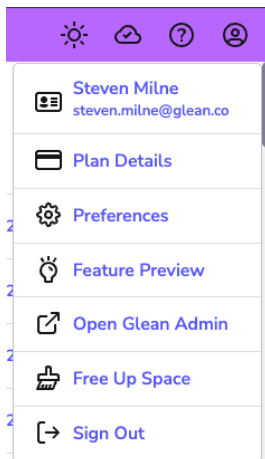 Steven Milne
steven.milne@glean.co
Plan Details
Preferences
Feature Preview
Open Glean Admin
Free Up Space
Sign Out